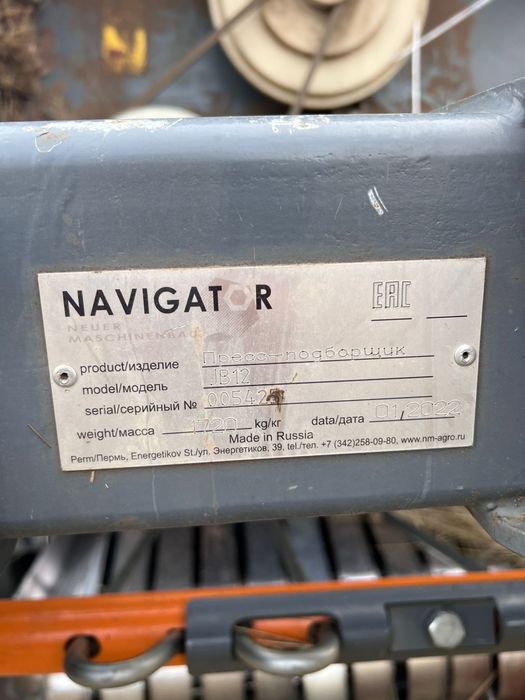 NAVIGATOR
EAC
NEUER
MASCHINENBAU
product/изделие Пресс-подборщик
model/модель JB12
serial/серийный №
weight/масса 1720 kg/кг data/дата 01/2022
Made in Russia
Perm/Пермь, Energetikov St./ул. Энергетиков, 39, tel./тел. +7 (342)258-09-80, www.nm-agro.ru